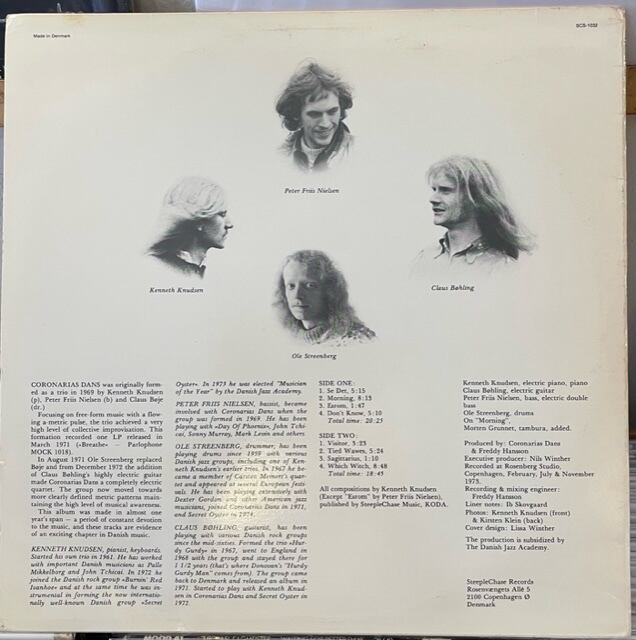 Made in Denmark
SCS-1032
Peter Friis Nielsen
Kenneth Knudsen
Claus Bøhling
Ole Streenberg
CORONARIAS DANS was originally form-
ed as a trio in 1969 by Kenneth Knudsen
(p), Peter Friis Nielsen (b) and Claus Bøje
(dr.)
Focusing on free-form music with a flow-
ing a-metric pulse, the trio achieved a very
high level of collective improvisation. This
formation recorded one LP released in
March 1971 (»Breathe« - Parlophone
MOCK 1018).
In August 1971 Ole Streenberg replaced
Bøje and from December 1972 the addition
of Claus Bøhling's highly electric guitar
made Coronarias Dans a completely electric
quartet. The group now moved towards
more clearly defined metric patterns main-
taining the high level of musical awareness.
This album was made in almost one
year's span — a period of constant devotion
to the music, and these tracks are evidence
of an exciting chapter in Danish music.
KENNETH KNUDSEN, pianist, keyboards.
Started his own trio in 1961. He has worked
with important Danish musicians as Palle
Mikkelborg and John Tchicai. In 1972 he
joined the Danish rock group »Burnin' Red
Ivanhoe« and at the same time he was in-
strumental in forming the now internatio-
nally well-known Danish group »Secret
Oyster«. In 1973 he was elected "Musician
of the Year" by the Danish Jazz Academy.
PETER FRIIS NIELSEN, bassist, became
involved with Coronarias Dans when the
group was formed in 1969. He has been
playing with »Day Of Phoenix«, John Tchi-
cai, Sonny Murray, Mark Levin and others.
OLE STREENBERG, drummer, has been
playing drums since 1959 with various
Danish jazz groups, including one of Ken-
neth Knudsen's earlier trios. In 1967 he be-
came a member of Carsten Meinert's quar-
tet and appeared at several European festi-
vals. He has been playing extensively with
Dexter Gordon and other American jazz
musicians, joined Coronarias Dans in 1971,
and Secret Oyster in 1974.
CLAUS BØHLING, guitarist, has been
playing with various Danish rock groups
since the mid-sixties. Formed the trio »Hur-
dy Gurdy« in 1967, went to England in
1968 with the group and stayed there for
1 1/2 years (that's where Donovan's "Hurdy
Gurdy Man" comes from). The group came
back to Denmark and released an album in
1971. Started to play with Kenneth Knud-
sen in Coronarias Dans and Secret Oyster in
1972.
SIDE ONE:
1. Se Det, 5:15
2. Morning, 8:13
3. Earom, 1:47
4. Don't Know, 5:10
Total time: 20:25
SIDE TWO:
1. Visitor, 3:23
2. Tied Wawes, 5:24
3. Sagittarius, 1:10
4. Which Witch, 8:48
Total time: 18:45
All compositions by Kenneth Knudsen
(Except "Earom" by Peter Friis Nielsen),
published by SteepleChase Music, KODA.
Kenneth Knudsen, electric piano, piano
Claus Bøhling, electric guitar
Peter Friis Nielsen, bass, electric double
bass
Ole Streenberg, drums
On "Morning",
Morten Grunnet, tambura, added.
Produced by: Coronarias Dans
& Freddy Hansson
Executive producer: Nils Winther
Recorded at Rosenberg Studio,
Copenhagen, February, July & November
1973.
Recording & mixing engineer:
Freddy Hansson
Liner notes: Ib Skovgaard
Photos: Kenneth Knudsen (front)
& Kirsten Klein (back)
Cover design: Lissa Winther
The production is subsidized by
The Danish Jazz Academy.
SteepleChase Records
Rosenvængets Allé 5
2100 Copenhagen Ø
Denmark